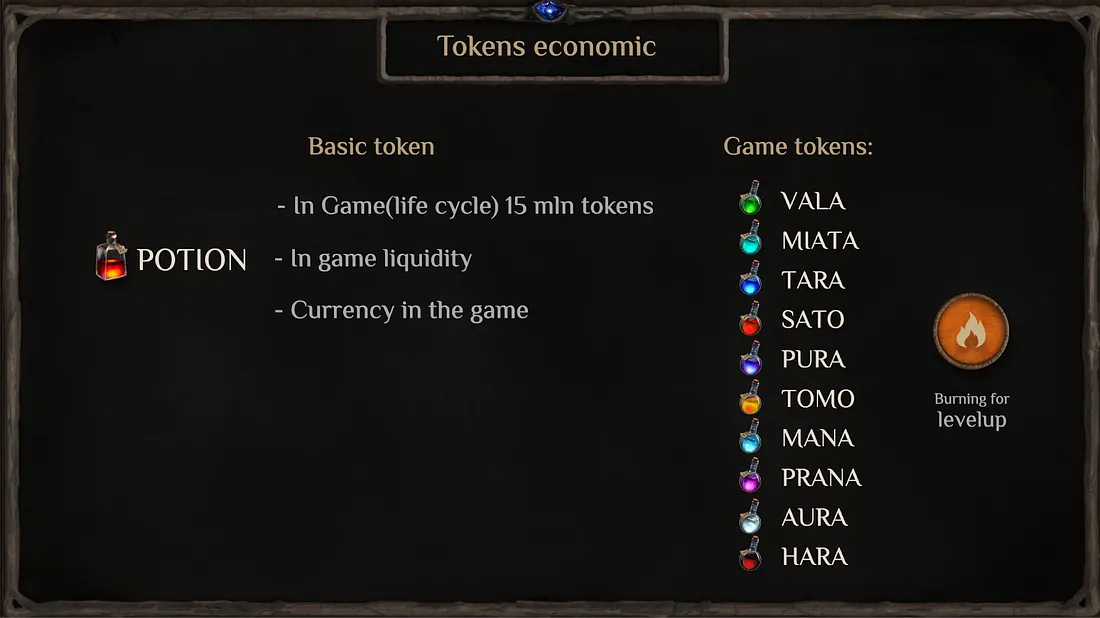 Tokens economic
Basic token
POTION
- In Game(life cycle) 15 mln tokens
- In game liquidity
- Currency in the game
Game tokens:
VALA
MIATA
TARA
SATO
PURA
TOMO
MANA
PRANA
AURA
HARA
Burning for
levelup